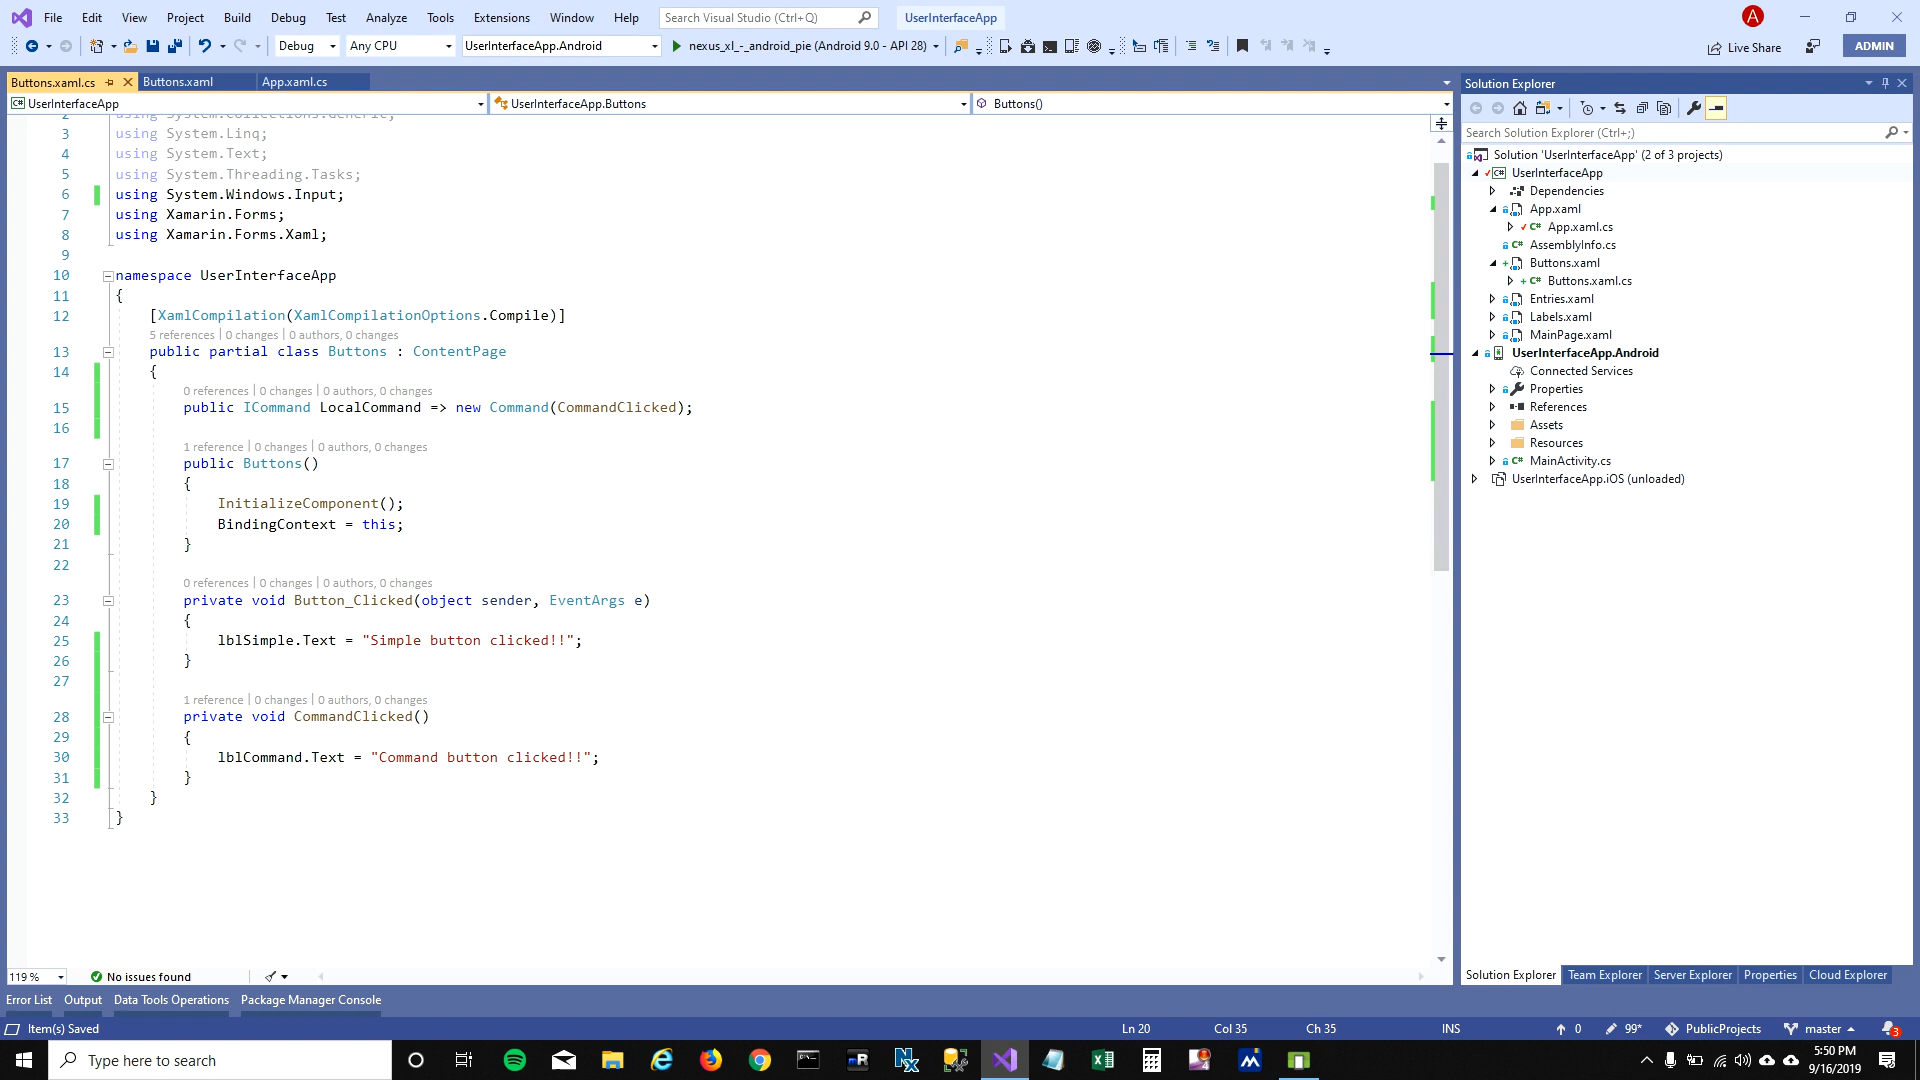 File Edit View Project Build Debug Test Analyze Tools Extensions Window Help Search Visual Studio (Ctrl+Q) UserInterfaceApp A
Debug Any CPU UserInterfaceApp.Android nexus_xl_-_android_pie (Android 9.0 - API 28) Live Share ADMIN
Buttons.xaml.cs Buttons.xaml App.xaml.cs
UserInterfaceApp UserInterfaceApp.Buttons Buttons()
2 using System.Collections.Generic;
3 using System.Linq;
4 using System.Text;
5 using System.Threading.Tasks;
6 using System.Windows.Input;
7 using Xamarin.Forms;
8 using Xamarin.Forms.Xaml;
9
10 namespace UserInterfaceApp
11 {
12 [XamlCompilation(XamlCompilationOptions.Compile)]
5 references | 0 changes | 0 authors, 0 changes
13 public partial class Buttons : ContentPage
14 {
0 references | 0 changes | 0 authors, 0 changes
15 public ICommand LocalCommand => new Command(CommandClicked);
16
1 reference | 0 changes | 0 authors, 0 changes
17 public Buttons()
18 {
19 InitializeComponent();
20 BindingContext = this;
21 }
22
0 references | 0 changes | 0 authors, 0 changes
23 private void Button_Clicked(object sender, EventArgs e)
24 {
25 lblSimple.Text = "Simple button clicked!!";
26 }
27
1 reference | 0 changes | 0 authors, 0 changes
28 private void CommandClicked()
29 {
30 lblCommand.Text = "Command button clicked!!";
31 }
32 }
33 }
119 % No issues found
Solution Explorer
Search Solution Explorer (Ctrl+;)
Solution 'UserInterfaceApp' (2 of 3 projects)
C# UserInterfaceApp
Dependencies
App.xaml
C# App.xaml.cs
C# AssemblyInfo.cs
Buttons.xaml
C# Buttons.xaml.cs
Entries.xaml
Labels.xaml
MainPage.xaml
UserInterfaceApp.Android
Connected Services
Properties
References
Assets
Resources
C# MainActivity.cs
UserInterfaceApp.iOS (unloaded)
Solution Explorer Team Explorer Server Explorer Properties Cloud Explorer
Error List Output Data Tools Operations Package Manager Console
Item(s) Saved Ln 20 Col 35 Ch 35 INS 0 99* PublicProjects master 3
Type here to search
5:50 PM
9/16/2019